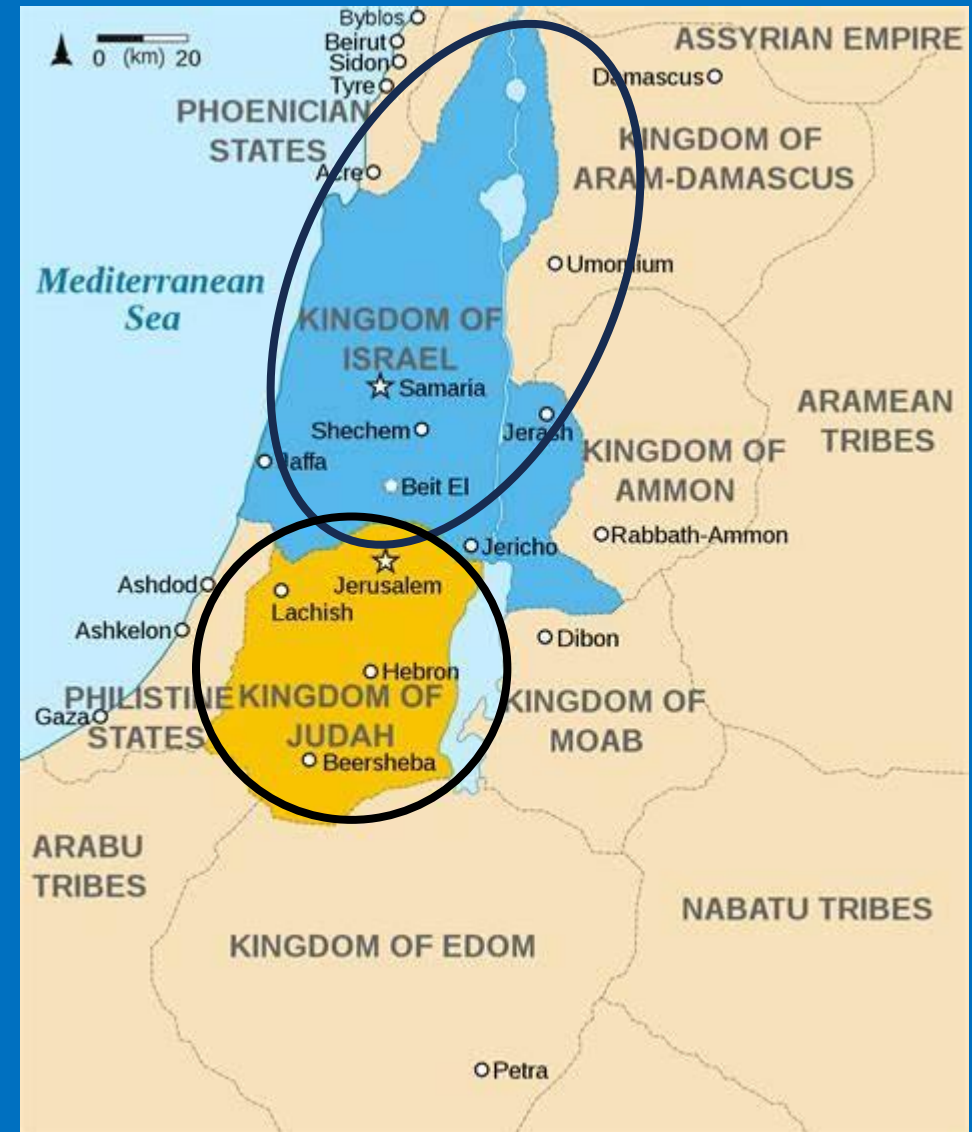 Byblos
Beirut
Sidon
Tyre
0 (km) 20
ASSYRIAN EMPIRE
Damascus
PHOENICIAN
STATES
KINGDOM OF
ARAM-DAMASCUS
Acre
Umomium
Mediterranean
Sea
KINGDOM OF
ISRAEL
Samaria
Shechem
Jerash
ARAMEAN
TRIBES
KINGDOM OF
AMMON
Jaffa
Beit El
Rabbath-Ammon
Jericho
Jerusalem
Ashdod
Lachish
Ashkelon
Dibon
Hebron
PHILISTINE
STATES
Gaza
KINGDOM OF
JUDAH
KINGDOM OF
MOAB
Beersheba
ARABU
TRIBES
NABATU TRIBES
KINGDOM OF EDOM
Petra